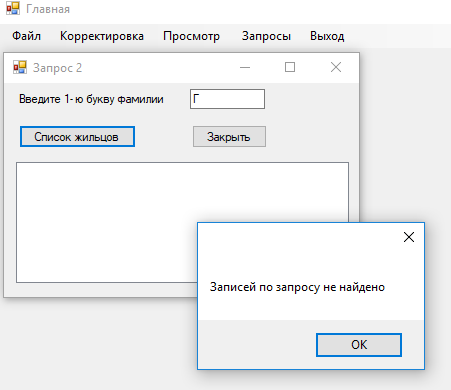 Главная
Файл Корректировка Просмотр Запросы Выход
Запрос 2
Введите 1-ю букву фамилии Г
Список жильцов Закрыть
Записей по запросу не найдено
OK